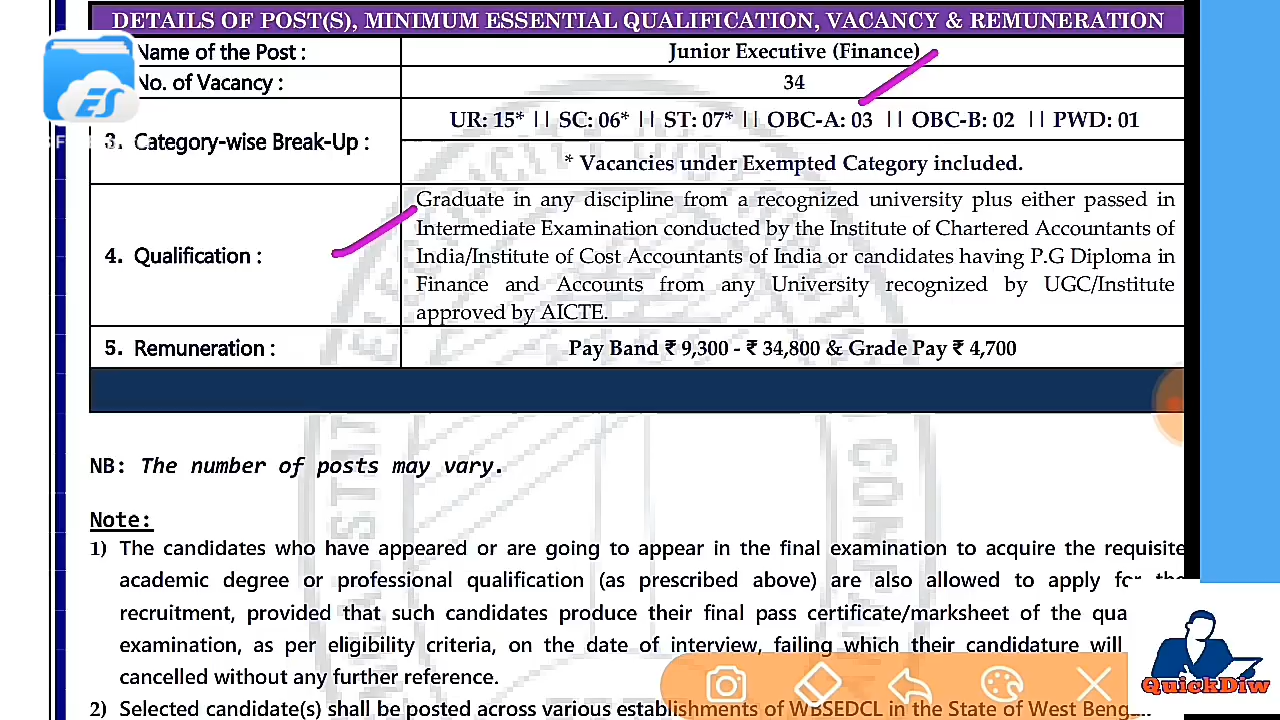 DETAILS OF POST(S), MINIMUM ESSENTIAL QUALIFICATION, VACANCY & REMUNERATION
Name of the Post : Junior Executive (Finance)
No. of Vacancy : 34
3. Category-wise Break-Up : UR: 15* || SC: 06* || ST: 07* || OBC-A: 03 || OBC-B: 02 || PWD: 01
* Vacancies under Exempted Category included.
4. Qualification :
Graduate in any discipline from a recognized university plus either passed in
Intermediate Examination conducted by the Institute of Chartered Accountants of
India/Institute of Cost Accountants of India or candidates having P.G Diploma in
Finance and Accounts from any University recognized by UGC/Institute
approved by AICTE.
5. Remuneration : Pay Band ₹ 9,300 - ₹ 34,800 & Grade Pay ₹ 4,700
NB: The number of posts may vary.
Note:
1) The candidates who have appeared or are going to appear in the final examination to acquire the requisite
academic degree or professional qualification (as prescribed above) are also allowed to apply for the
recruitment, provided that such candidates produce their final pass certificate/marksheet of the qua
examination, as per eligibility criteria, on the date of interview, failing which their candidature will
cancelled without any further reference.
2) Selected candidate(s) shall be posted across various establishments of WBSEDCL in the State of West Bengal.
ES
QuickDiw